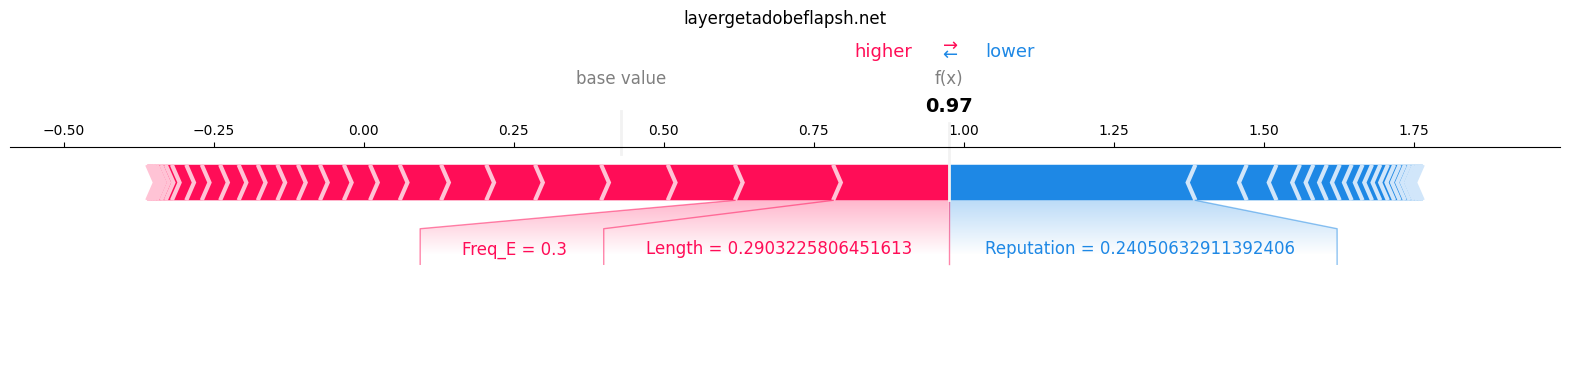 layergetadobeflapsh.net
higher ⇄ lower
base value f(x)
0.97
−0.50 −0.25 0.00 0.25 0.50 0.75 1.00 1.25 1.50 1.75
Freq_E = 0.3 Length = 0.2903225806451613 Reputation = 0.24050632911392406